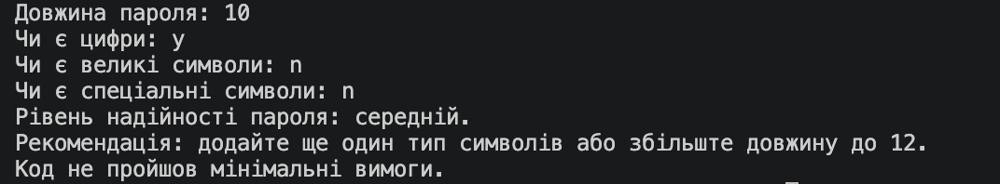 Довжина пароля: 10
Чи є цифри: y
Чи є великі символи: n
Чи є спеціальні символи: n
Рівень надійності пароля: середній.
Рекомендація: додайте ще один тип символів або збільште довжину до 12.
Код не пройшов мінімальні вимоги.